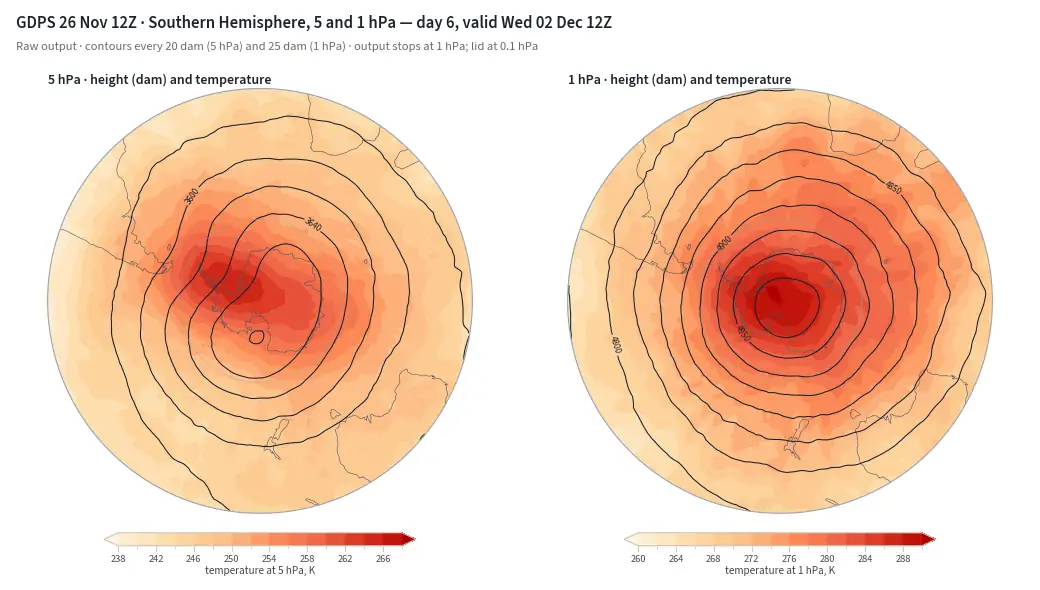 GDPS 26 Nov 12Z · Southern Hemisphere, 5 and 1 hPa — day 6, valid Wed 02 Dec 12Z
Raw output · contours every 20 dam (5 hPa) and 25 dam (1 hPa) · output stops at 1 hPa; lid at 0.1 hPa
5 hPa · height (dam) and temperature
3600
3640
238 242 246 250 254 258 262 266
temperature at 5 hPa, K
1 hPa · height (dam) and temperature
4850
4900
4950
4800
260 264 268 272 276 280 284 288
temperature at 1 hPa, K